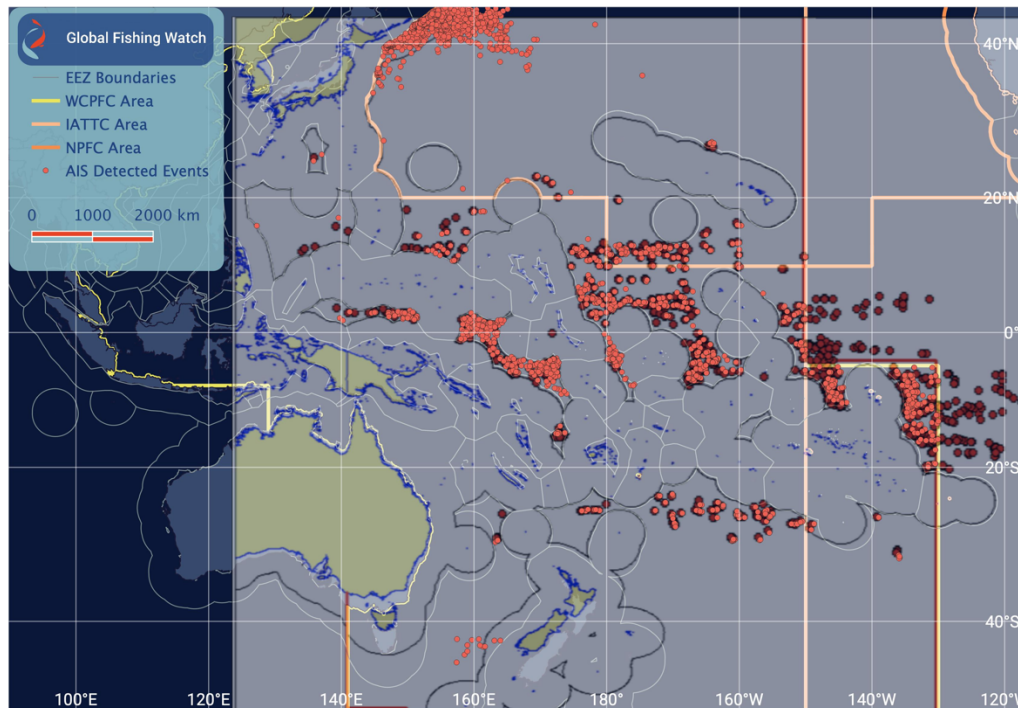 Global Fishing Watch
EEZ Boundaries
WCPFC Area
IATTC Area
NPFC Area
AIS Detected Events
0 1000 2000 km
40°N
20°N
0°
20°S
40°S
100°E 120°E 140°E 160°E 180° 160°W 140°W 120°W